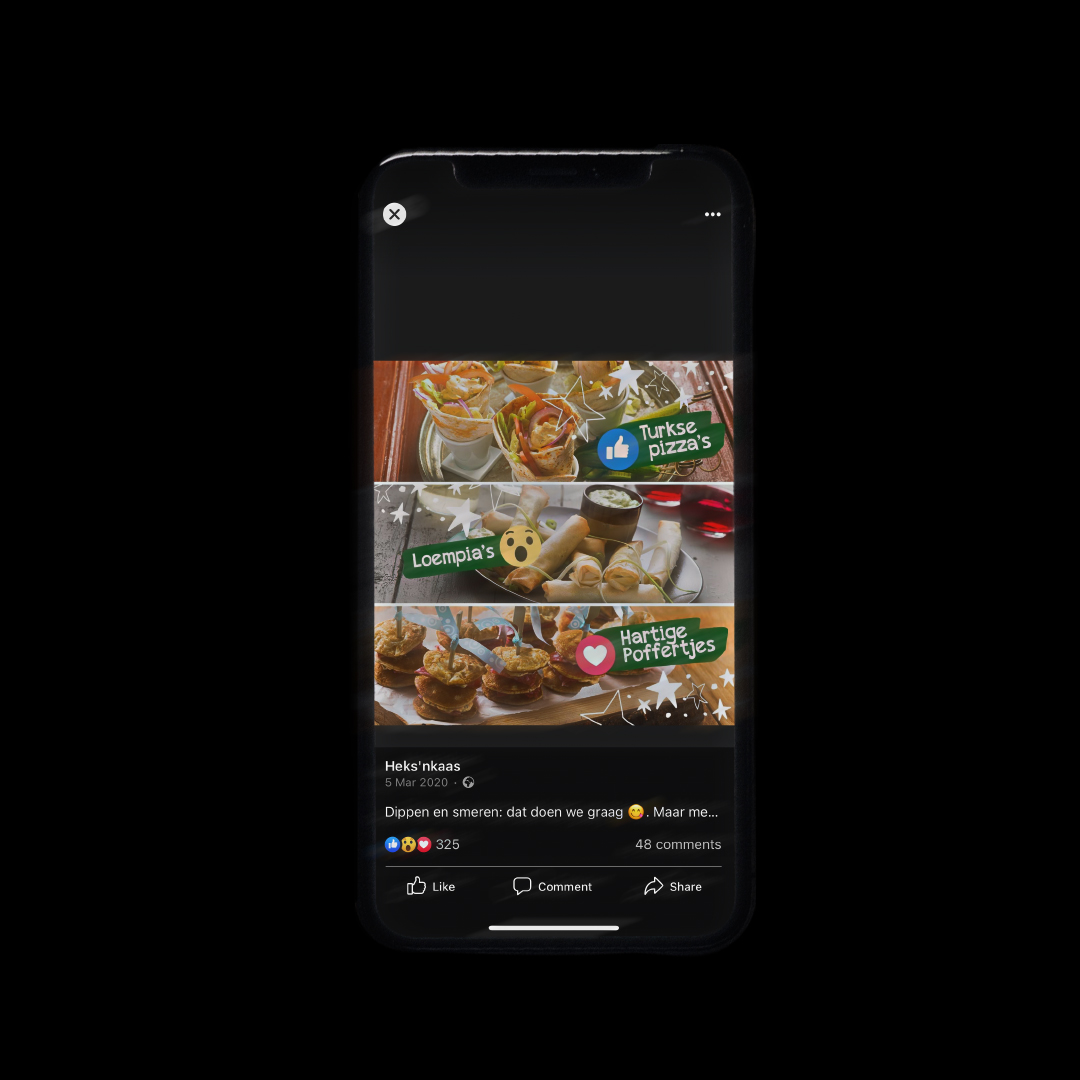 Turkse
pizza's
Loempia's
Hartige
Poffertjes
Heks'nkaas
5 Mar 2020 ·
Dippen en smeren: dat doen we graag 😋. Maar me...
325
48 comments
Like
Comment
Share